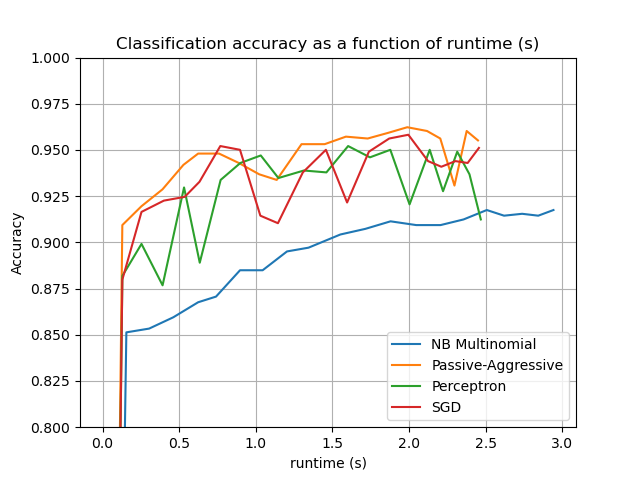 Classification accuracy as a function of runtime (s)
1.000
0.975
0.950
0.925
0.900
0.875
0.850
0.825
0.800
Accuracy
0.0 0.5 1.0 1.5 2.0 2.5 3.0
runtime (s)
NB Multinomial
Passive-Aggressive
Perceptron
SGD